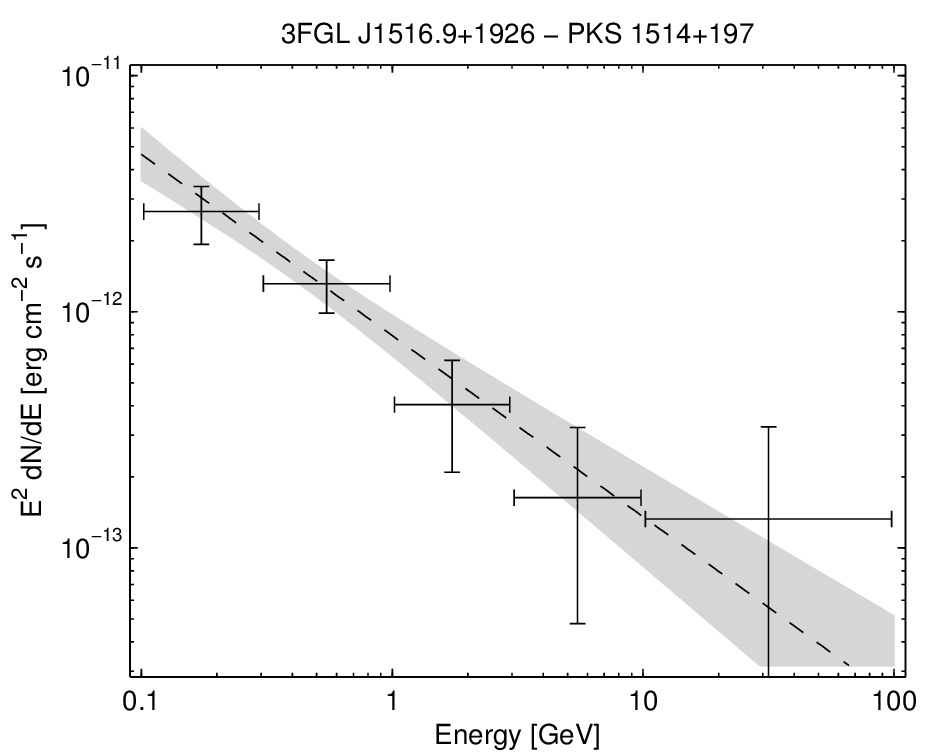 3FGL J1516.9+1926 − PKS 1514+197
10⁻¹¹
10⁻¹²
10⁻¹³
E² dN/dE [erg cm⁻² s⁻¹]
0.1 1 10 100
Energy [GeV]